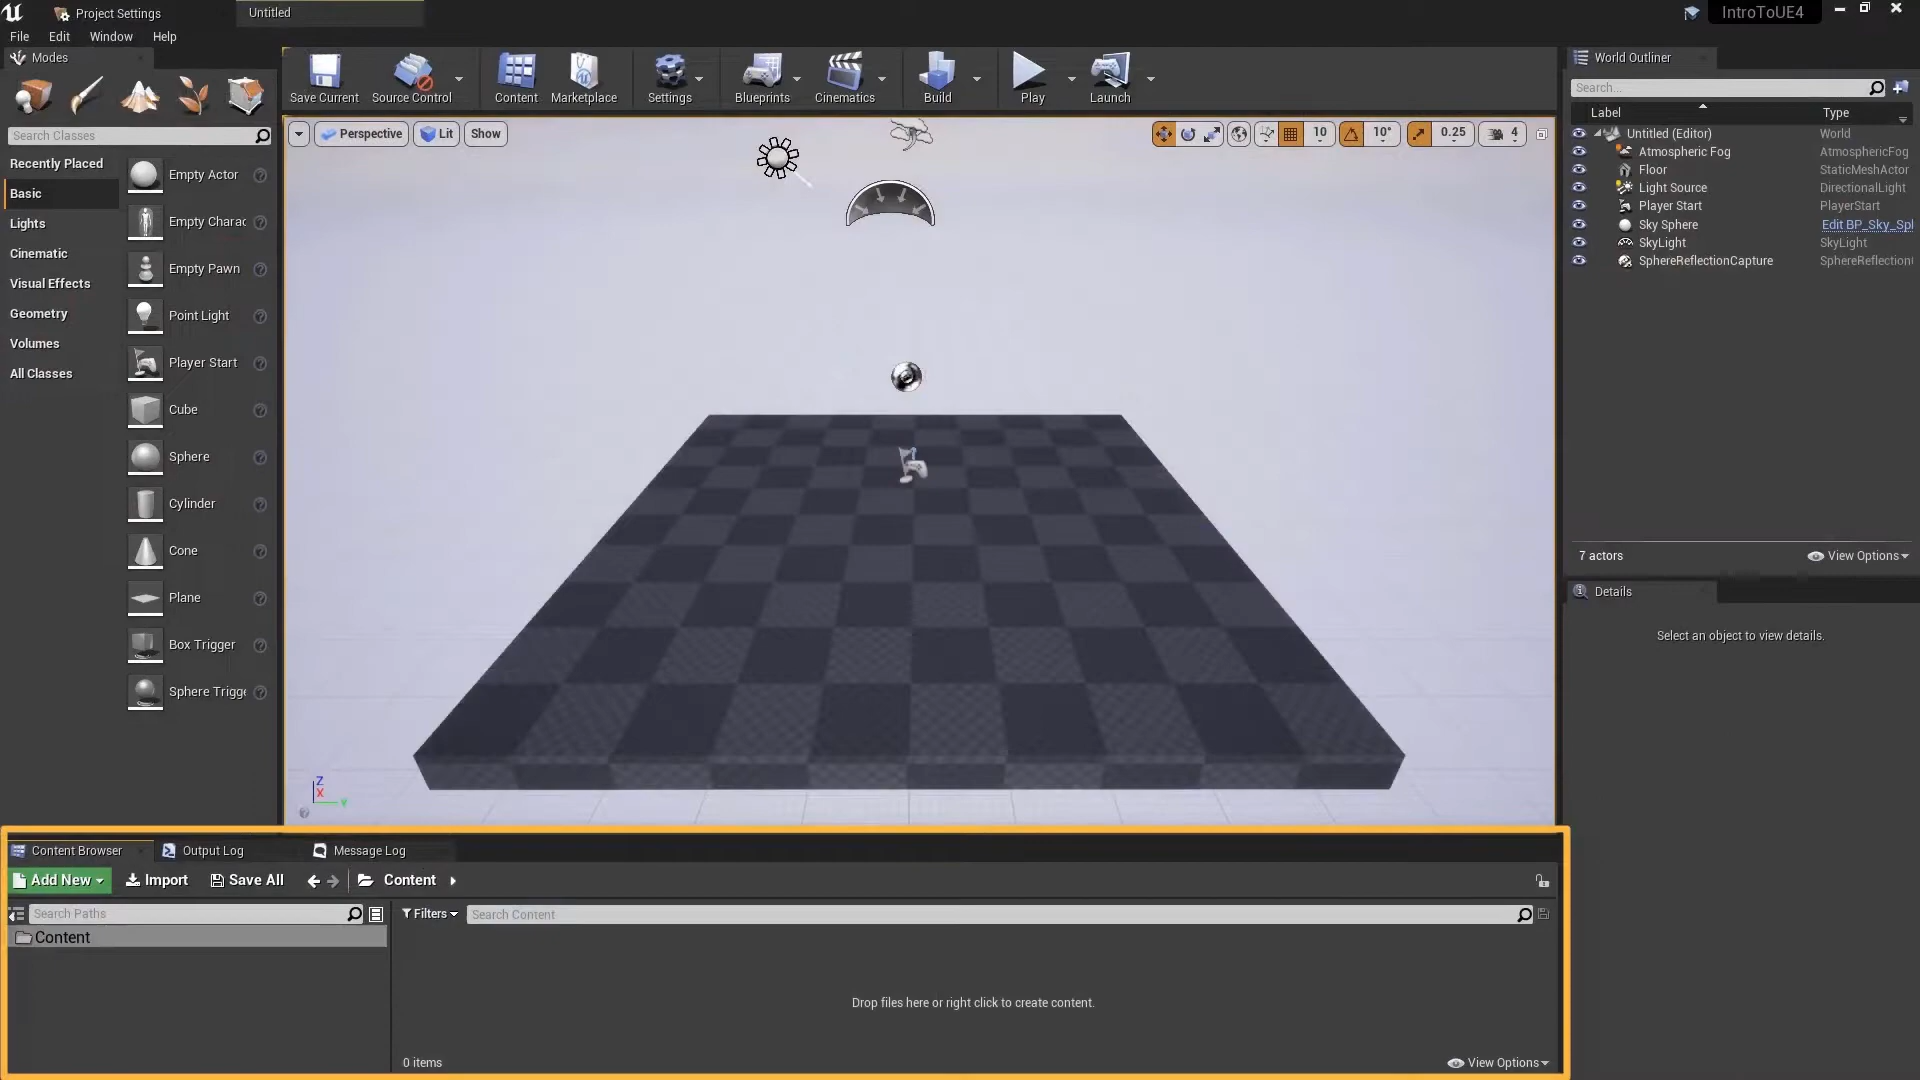 Project Settings
Untitled
IntroToUE4
File Edit Window Help
Modes
Search Classes
Recently Placed
Basic
Lights
Cinematic
Visual Effects
Geometry
Volumes
All Classes
Empty Actor
Empty Charac
Empty Pawn
Point Light
Player Start
Cube
Sphere
Cylinder
Cone
Plane
Box Trigger
Sphere Trigge
Save Current Source Control Content Marketplace Settings Blueprints Cinematics Build Play Launch
Perspective Lit Show
10 10° 0.25 4
Z
X
Y
World Outliner
Search...
Label Type
Untitled (Editor) World
Atmospheric Fog AtmosphericFog
Floor StaticMeshActor
Light Source DirectionalLight
Player Start PlayerStart
Sky Sphere Edit BP_Sky_Spl
SkyLight SkyLight
SphereReflectionCapture SphereReflection
7 actors View Options
Details
Select an object to view details.
Content Browser Output Log Message Log
Add New Import Save All Content
Search Paths
Filters Search Content
Content
Drop files here or right click to create content.
0 items View Options